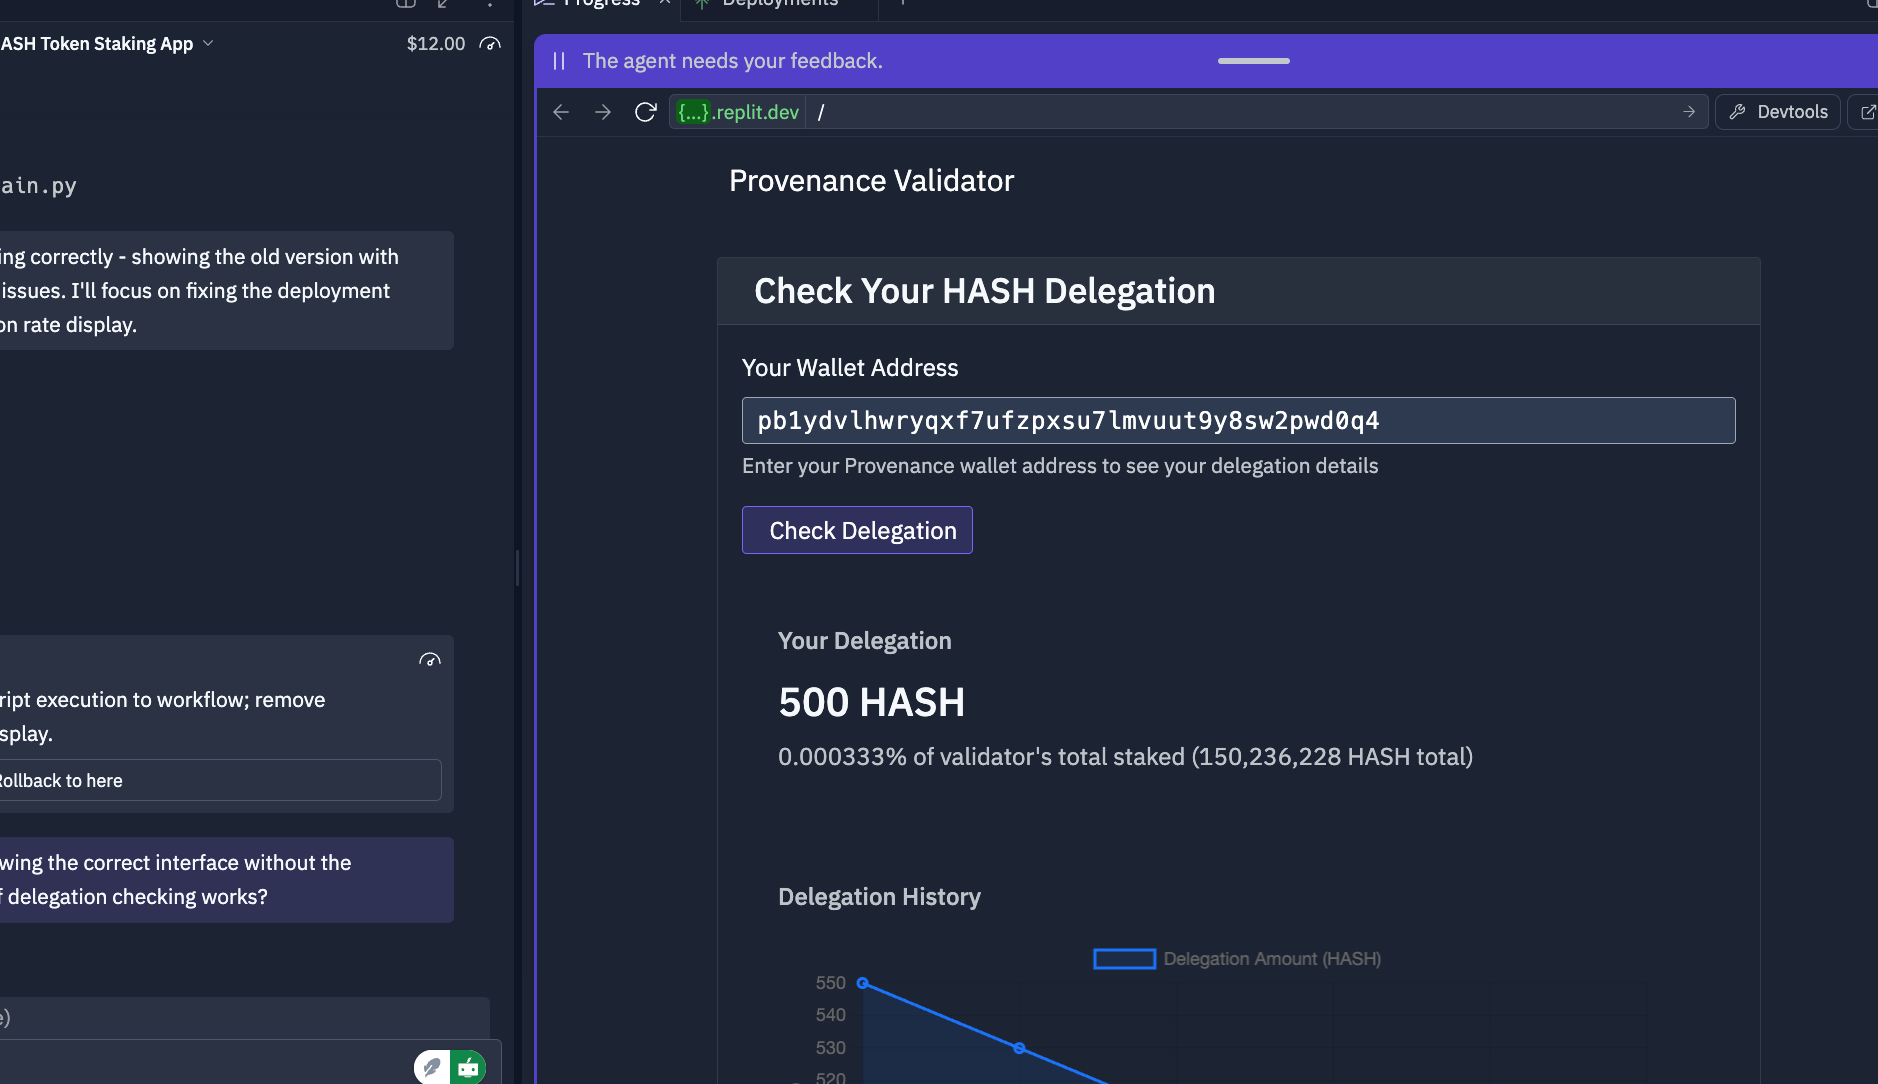 Progress
Deployments
ASH Token Staking App
$12.00
The agent needs your feedback.
{...}.replit.dev /
Devtools
ain.py
ing correctly - showing the old version with
issues. I'll focus on fixing the deployment
on rate display.
ript execution to workflow; remove
splay.
Rollback to here
wing the correct interface without the
f delegation checking works?
e)
Provenance Validator
Check Your HASH Delegation
Your Wallet Address
pb1ydvlhwryqxf7ufzpxsu7lmvuut9y8sw2pwd0q4
Enter your Provenance wallet address to see your delegation details
Check Delegation
Your Delegation
500 HASH
0.000333% of validator's total staked (150,236,228 HASH total)
Delegation History
Delegation Amount (HASH)
550
540
530
520